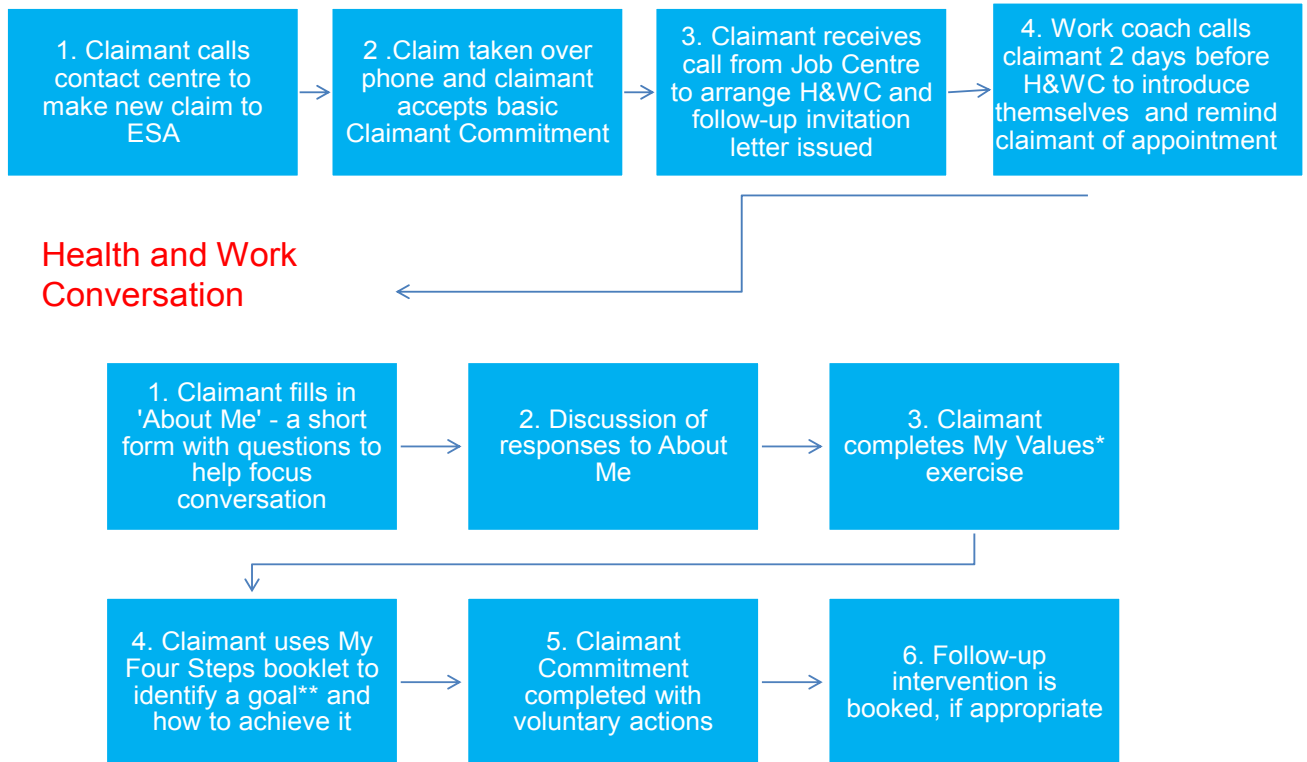 1. Claimant calls
contact centre to
make new claim to
ESA
2 .Claim taken over
phone and claimant
accepts basic
Claimant Commitment
3. Claimant receives
call from Job Centre
to arrange H&WC and
follow-up invitation
letter issued
4. Work coach calls
claimant 2 days before
H&WC to introduce
themselves and remind
claimant of appointment
Health and Work
Conversation
1. Claimant fills in
'About Me' - a short
form with questions to
help focus
conversation
2. Discussion of
responses to About
Me
3. Claimant
completes My Values*
exercise
4. Claimant uses My
Four Steps booklet to
identify a goal** and
how to achieve it
5. Claimant
Commitment
completed with
voluntary actions
6. Follow-up
intervention is
booked, if appropriate